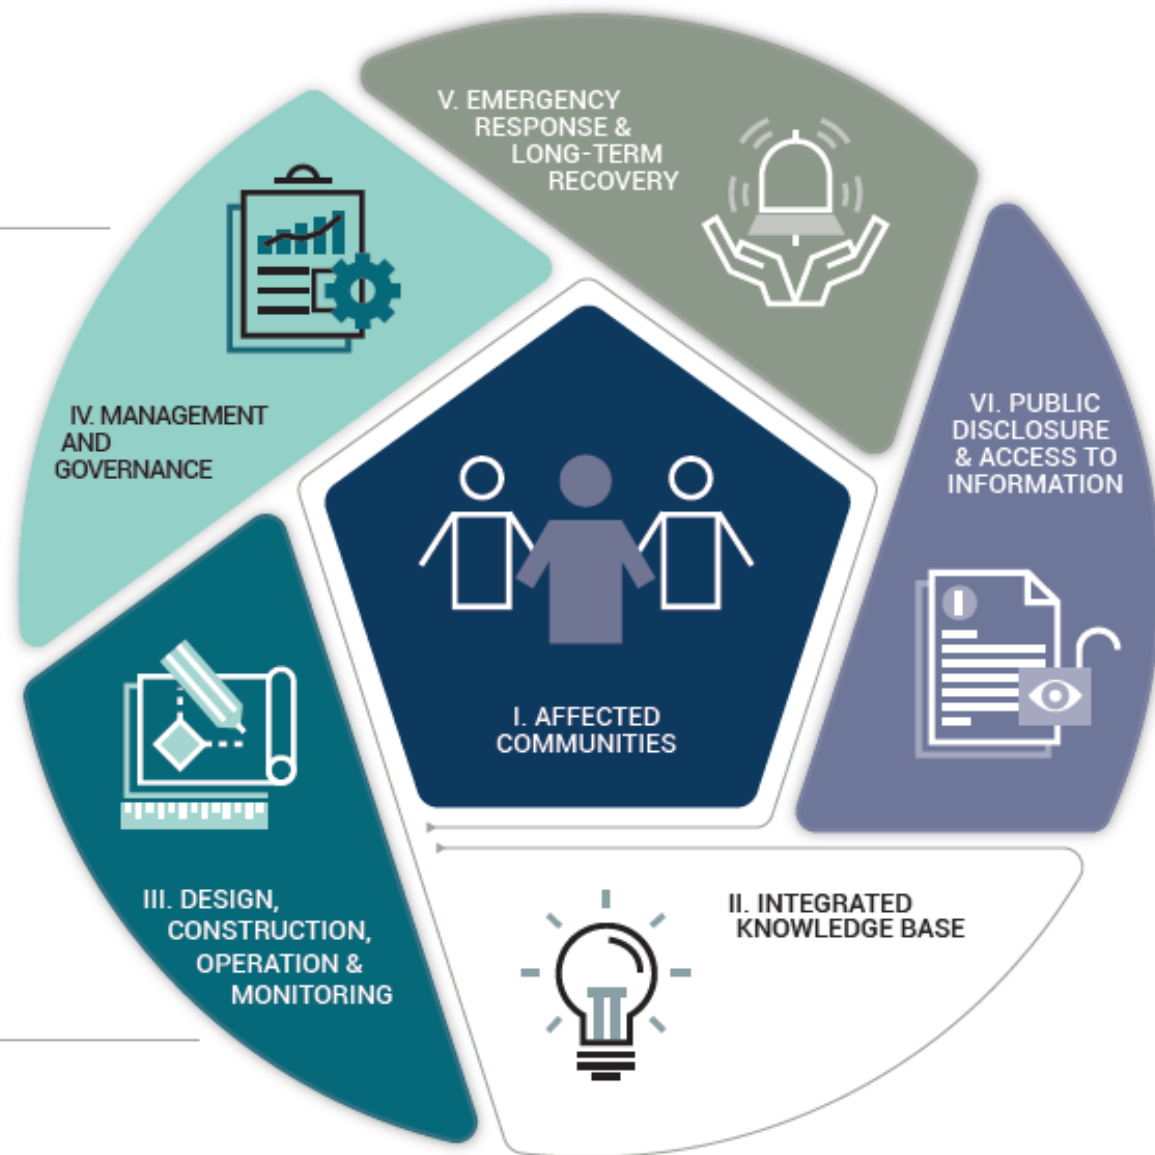 V. EMERGENCY
RESPONSE &
LONG-TERM
RECOVERY
VI. PUBLIC
DISCLOSURE
& ACCESS TO
INFORMATION
IV. MANAGEMENT
AND
GOVERNANCE
I. AFFECTED
COMMUNITIES
III. DESIGN,
CONSTRUCTION,
OPERATION &
MONITORING
II. INTEGRATED
KNOWLEDGE BASE